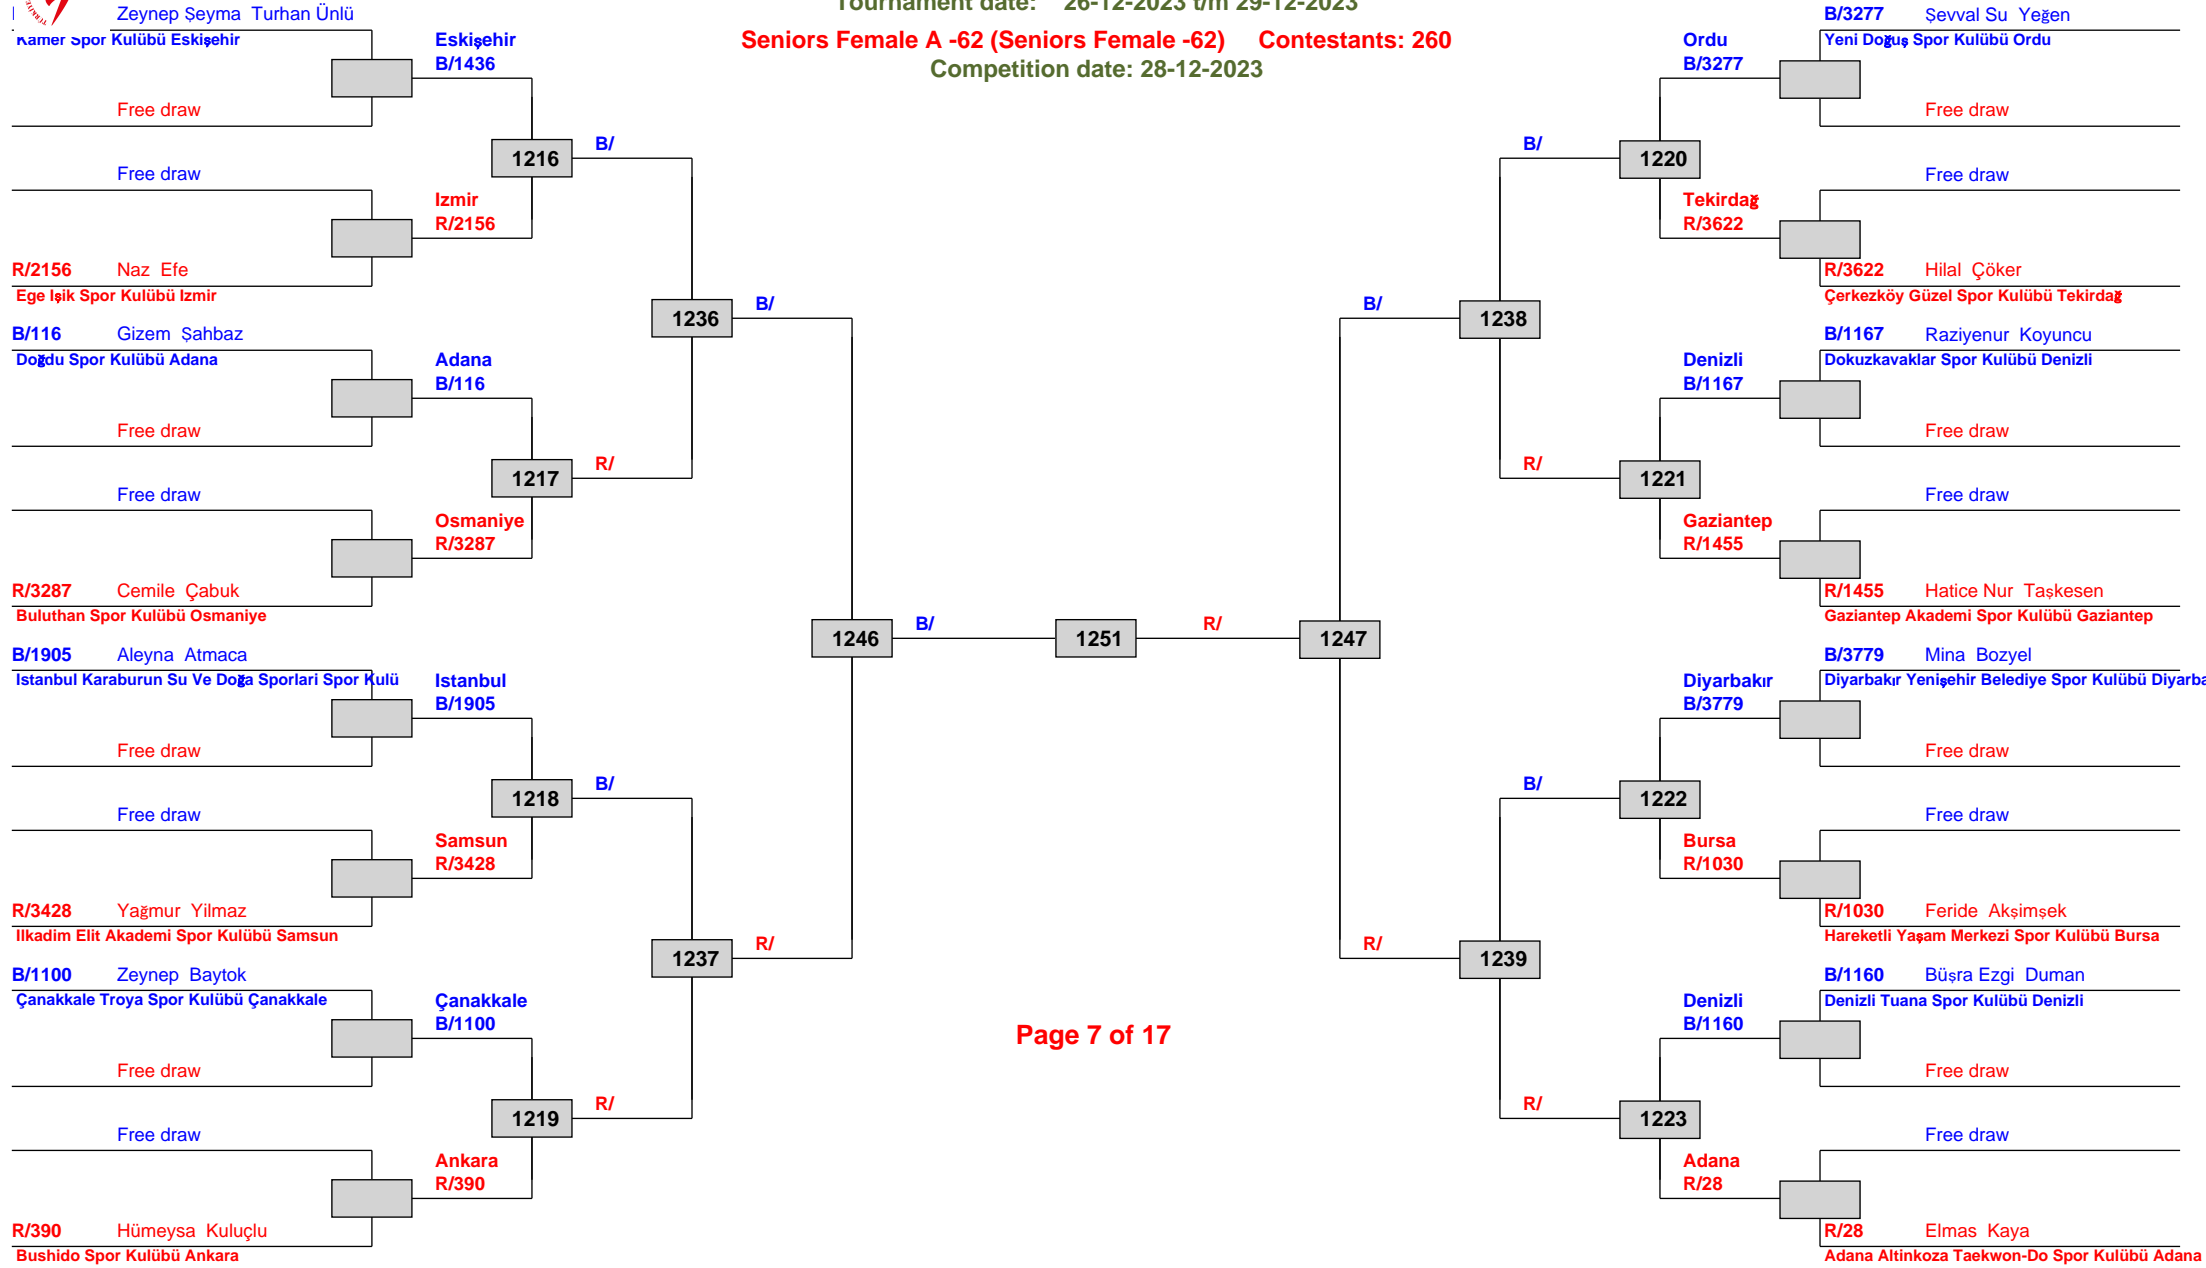 Tournament date: 26-12-2023 t/m 29-12-2023
Seniors Female A -62 (Seniors Female -62) Contestants: 260
Competition date: 28-12-2023
Zeynep Şeyma Turhan Ünlü
Kamer Spor Kulübü Eskişehir
Eskişehir
B/1436
Free draw
1216
B/
Free draw
Izmir
R/2156
R/2156 Naz Efe
Ege Işik Spor Kulübü Izmir
1236
B/
B/116 Gizem Şahbaz
Doğdu Spor Kulübü Adana
Adana
B/116
Free draw
1217
R/
Free draw
Osmaniye
R/3287
R/3287 Cemile Çabuk
Buluthan Spor Kulübü Osmaniye
1246
B/
1251
R/
1247
B/1905 Aleyna Atmaca
Istanbul Karaburun Su Ve Doğa Sporlari Spor Kulü
Istanbul
B/1905
Free draw
1218
B/
Free draw
Samsun
R/3428
R/3428 Yağmur Yilmaz
Ilkadim Elit Akademi Spor Kulübü Samsun
1237
R/
B/1100 Zeynep Baytok
Çanakkale Troya Spor Kulübü Çanakkale
Çanakkale
B/1100
Free draw
1219
R/
Free draw
Ankara
R/390
R/390 Hümeysa Kuluçlu
Bushido Spor Kulübü Ankara
Page 7 of 17
B/3277 Şevval Su Yeğen
Yeni Doğuş Spor Kulübü Ordu
Ordu
B/3277
Free draw
B/
1220
Free draw
Tekirdağ
R/3622
R/3622 Hilal Çöker
Çerkezköy Güzel Spor Kulübü Tekirdağ
B/
1238
B/1167 Raziyenur Koyuncu
Dokuzkavaklar Spor Kulübü Denizli
Denizli
B/1167
Free draw
R/
1221
Free draw
Gaziantep
R/1455
R/1455 Hatice Nur Taşkesen
Gaziantep Akademi Spor Kulübü Gaziantep
B/3779 Mina Bozyel
Diyarbakır Yenişehir Belediye Spor Kulübü Diyarba
Diyarbakır
B/3779
Free draw
B/
1222
Free draw
Bursa
R/1030
R/1030 Feride Akşimşek
Hareketli Yaşam Merkezi Spor Kulübü Bursa
R/
1239
B/1160 Büşra Ezgi Duman
Denizli Tuana Spor Kulübü Denizli
Denizli
B/1160
Free draw
R/
1223
Free draw
Adana
R/28
R/28 Elmas Kaya
Adana Altinkoza Taekwon-Do Spor Kulübü Adana